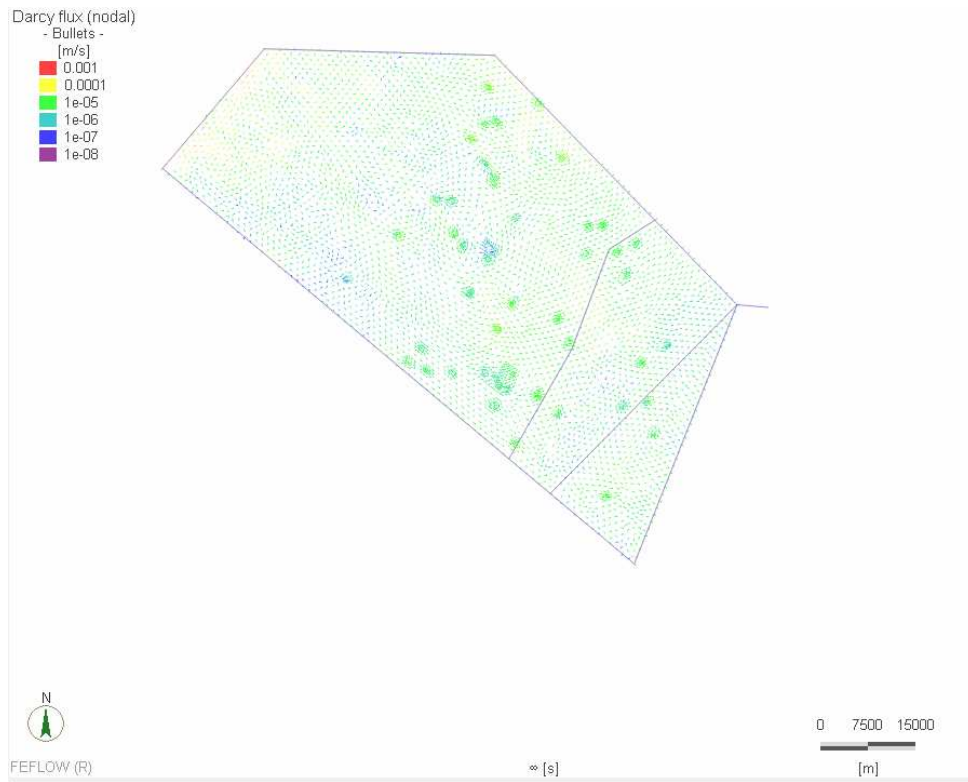 Darcy flux (nodal)
- Bullets -
[m/s]
0.001
0.0001
1e-05
1e-06
1e-07
1e-08
N
0 7500 15000
FEFLOW (R)
∞ [s]
[m]